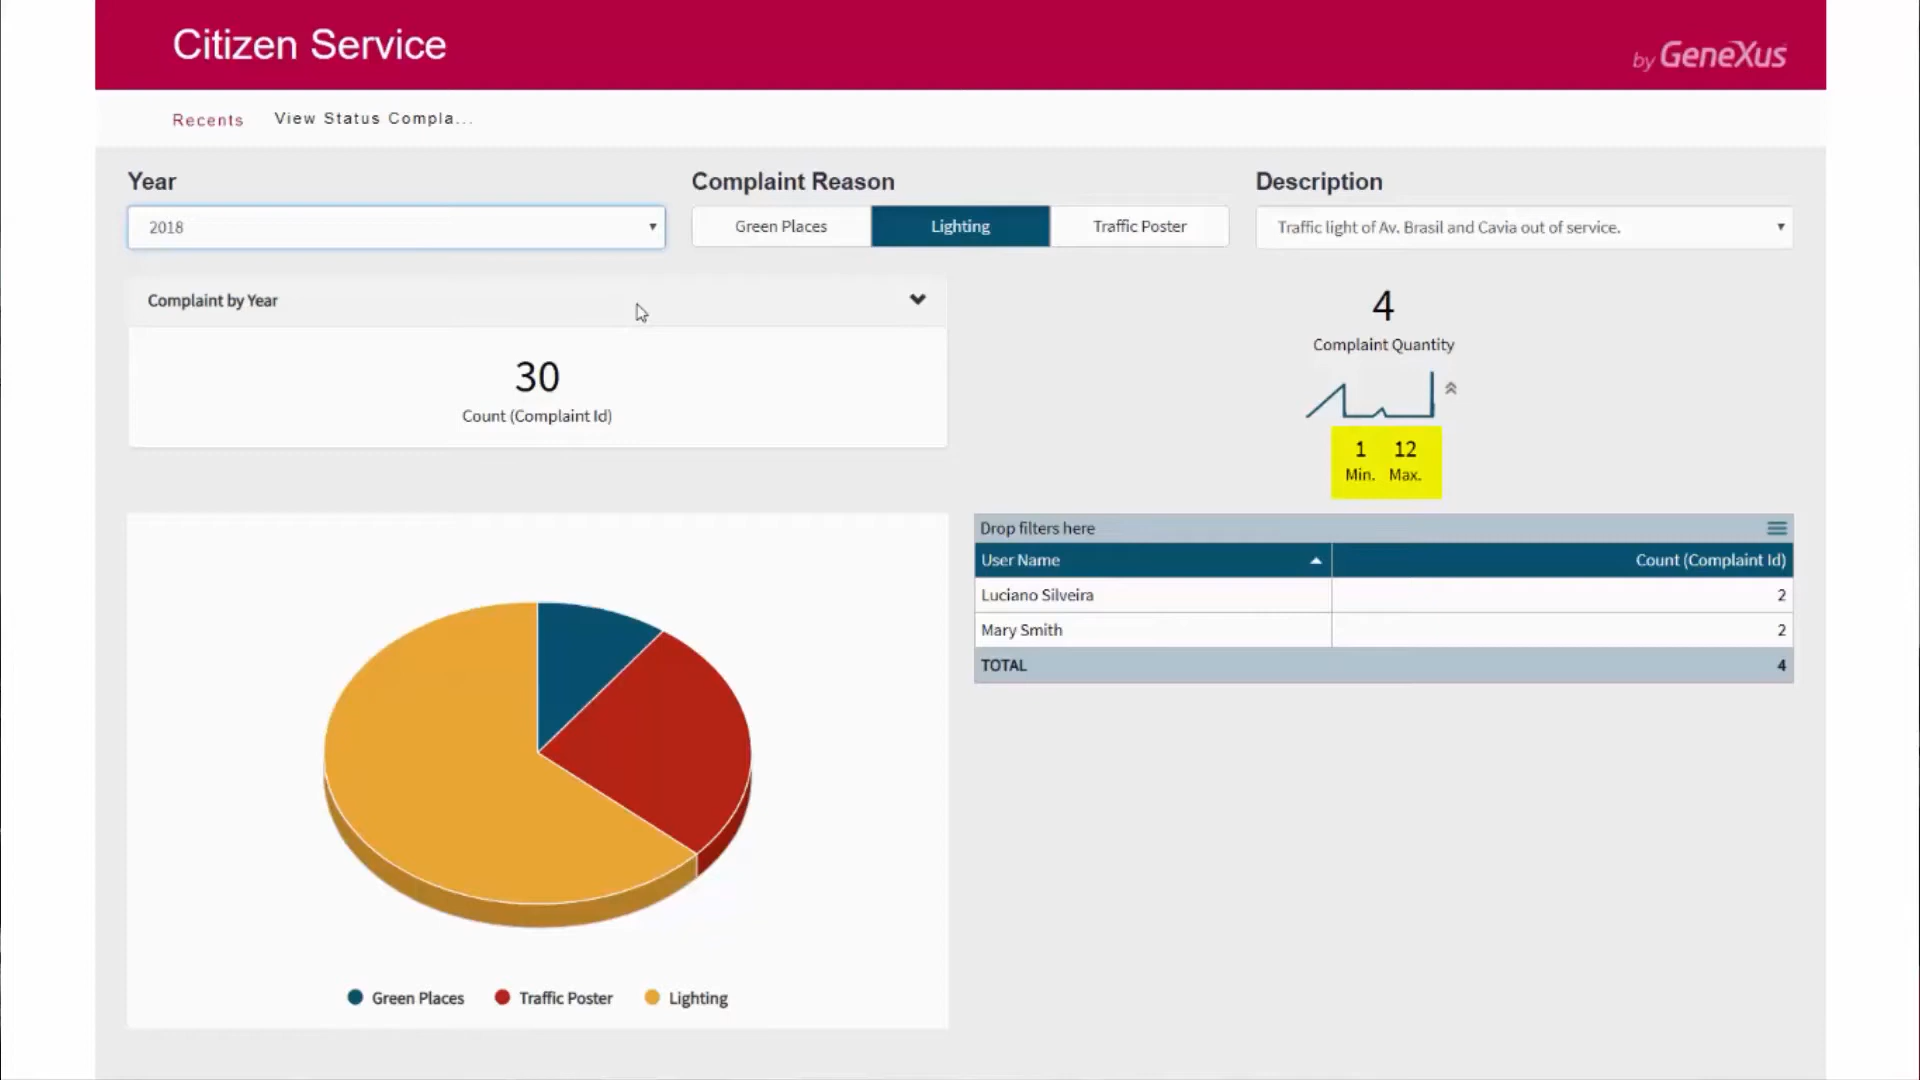 Citizen Service
by GeneXus
Recents View Status Compla...
Year
2018
Complaint Reason
Green Places Lighting Traffic Poster
Description
Traffic light of Av. Brasil and Cavia out of service.
Complaint by Year
30
Count (Complaint Id)
4
Complaint Quantity
1 12
Min. Max.
Drop filters here
User Name Count (Complaint Id)
Luciano Silveira 2
Mary Smith 2
TOTAL 4
Green Places Traffic Poster Lighting